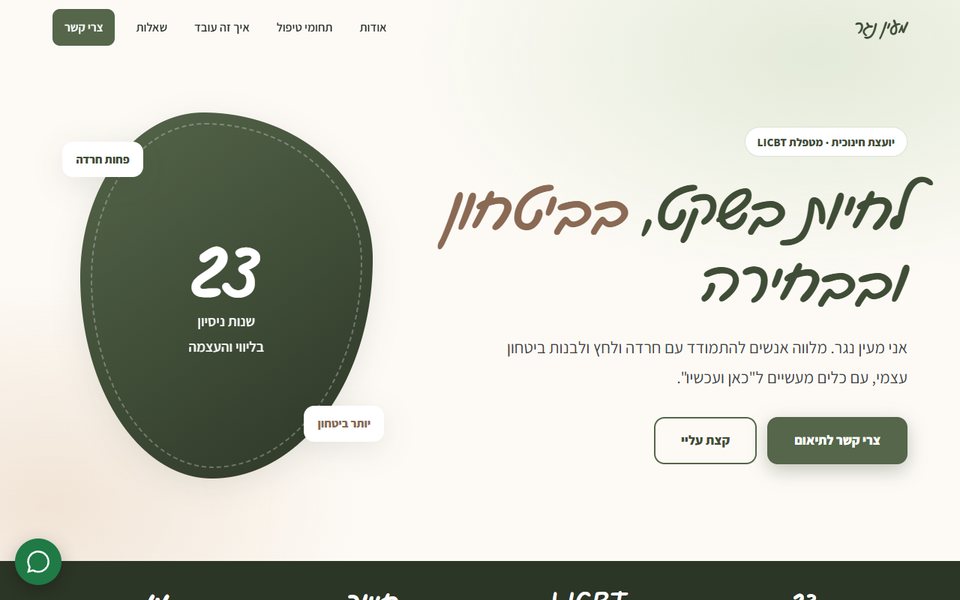 מעין נגר
אודות
תחומי טיפול
איך זה עובד
שאלות
צרי קשר
יועצת חינוכית • מטפלת LICBT
לחיות בשקט, בביטחון
ובבחירה
אני מעין נגר. מלווה אנשים להתמודד עם חרדה ולחץ ולבנות ביטחון
עצמי, עם כלים מעשיים ל"כאן ועכשיו".
צרי קשר לתיאום
קצת עליי
פחות חרדה
23
שנות ניסיון
בליווי והעצמה
יותר ביטחון
23
LICBT